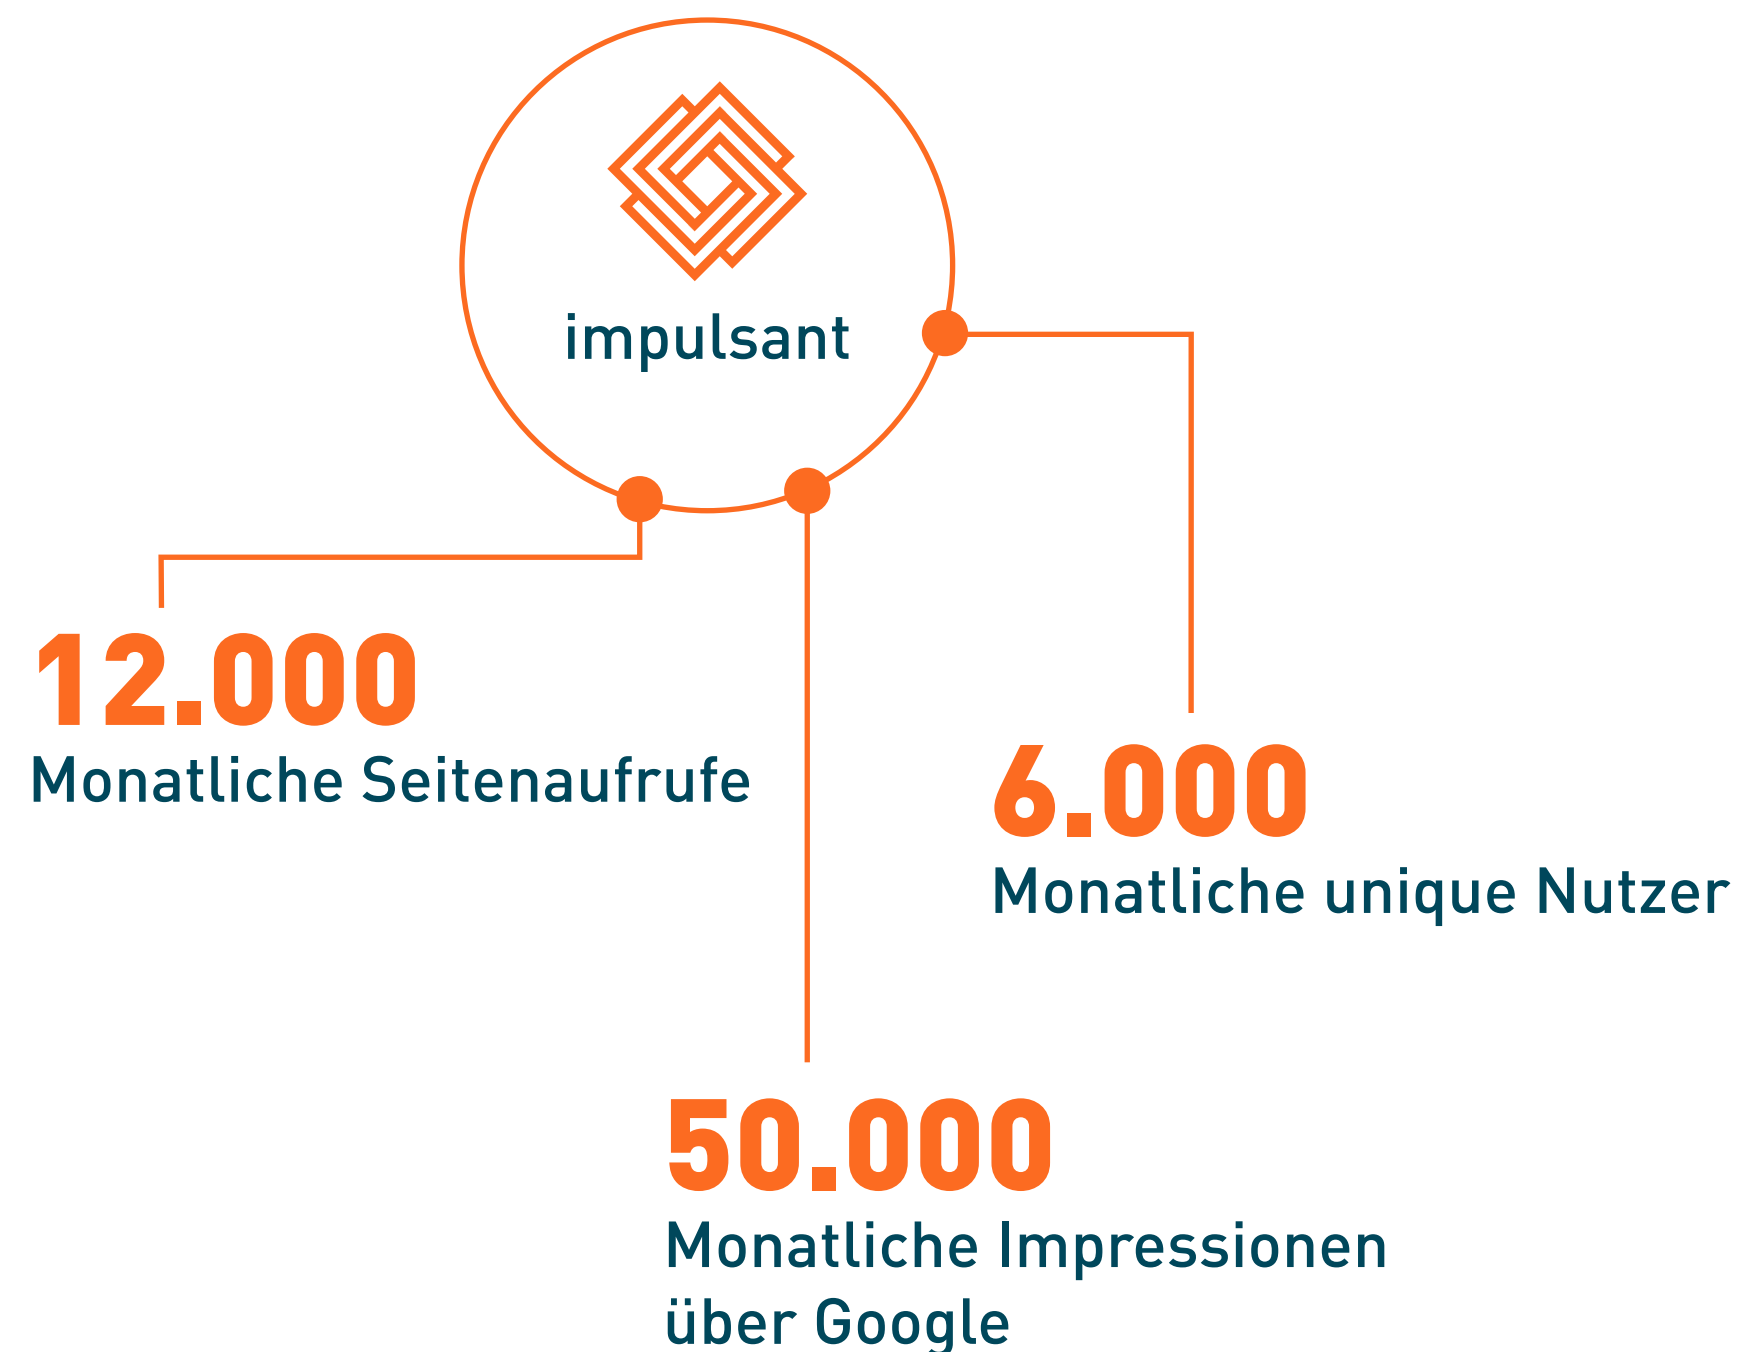 impulsant
12.000
Monatliche Seitenaufrufe
6.000
Monatliche unique Nutzer
50.000
Monatliche Impressionen
über Google